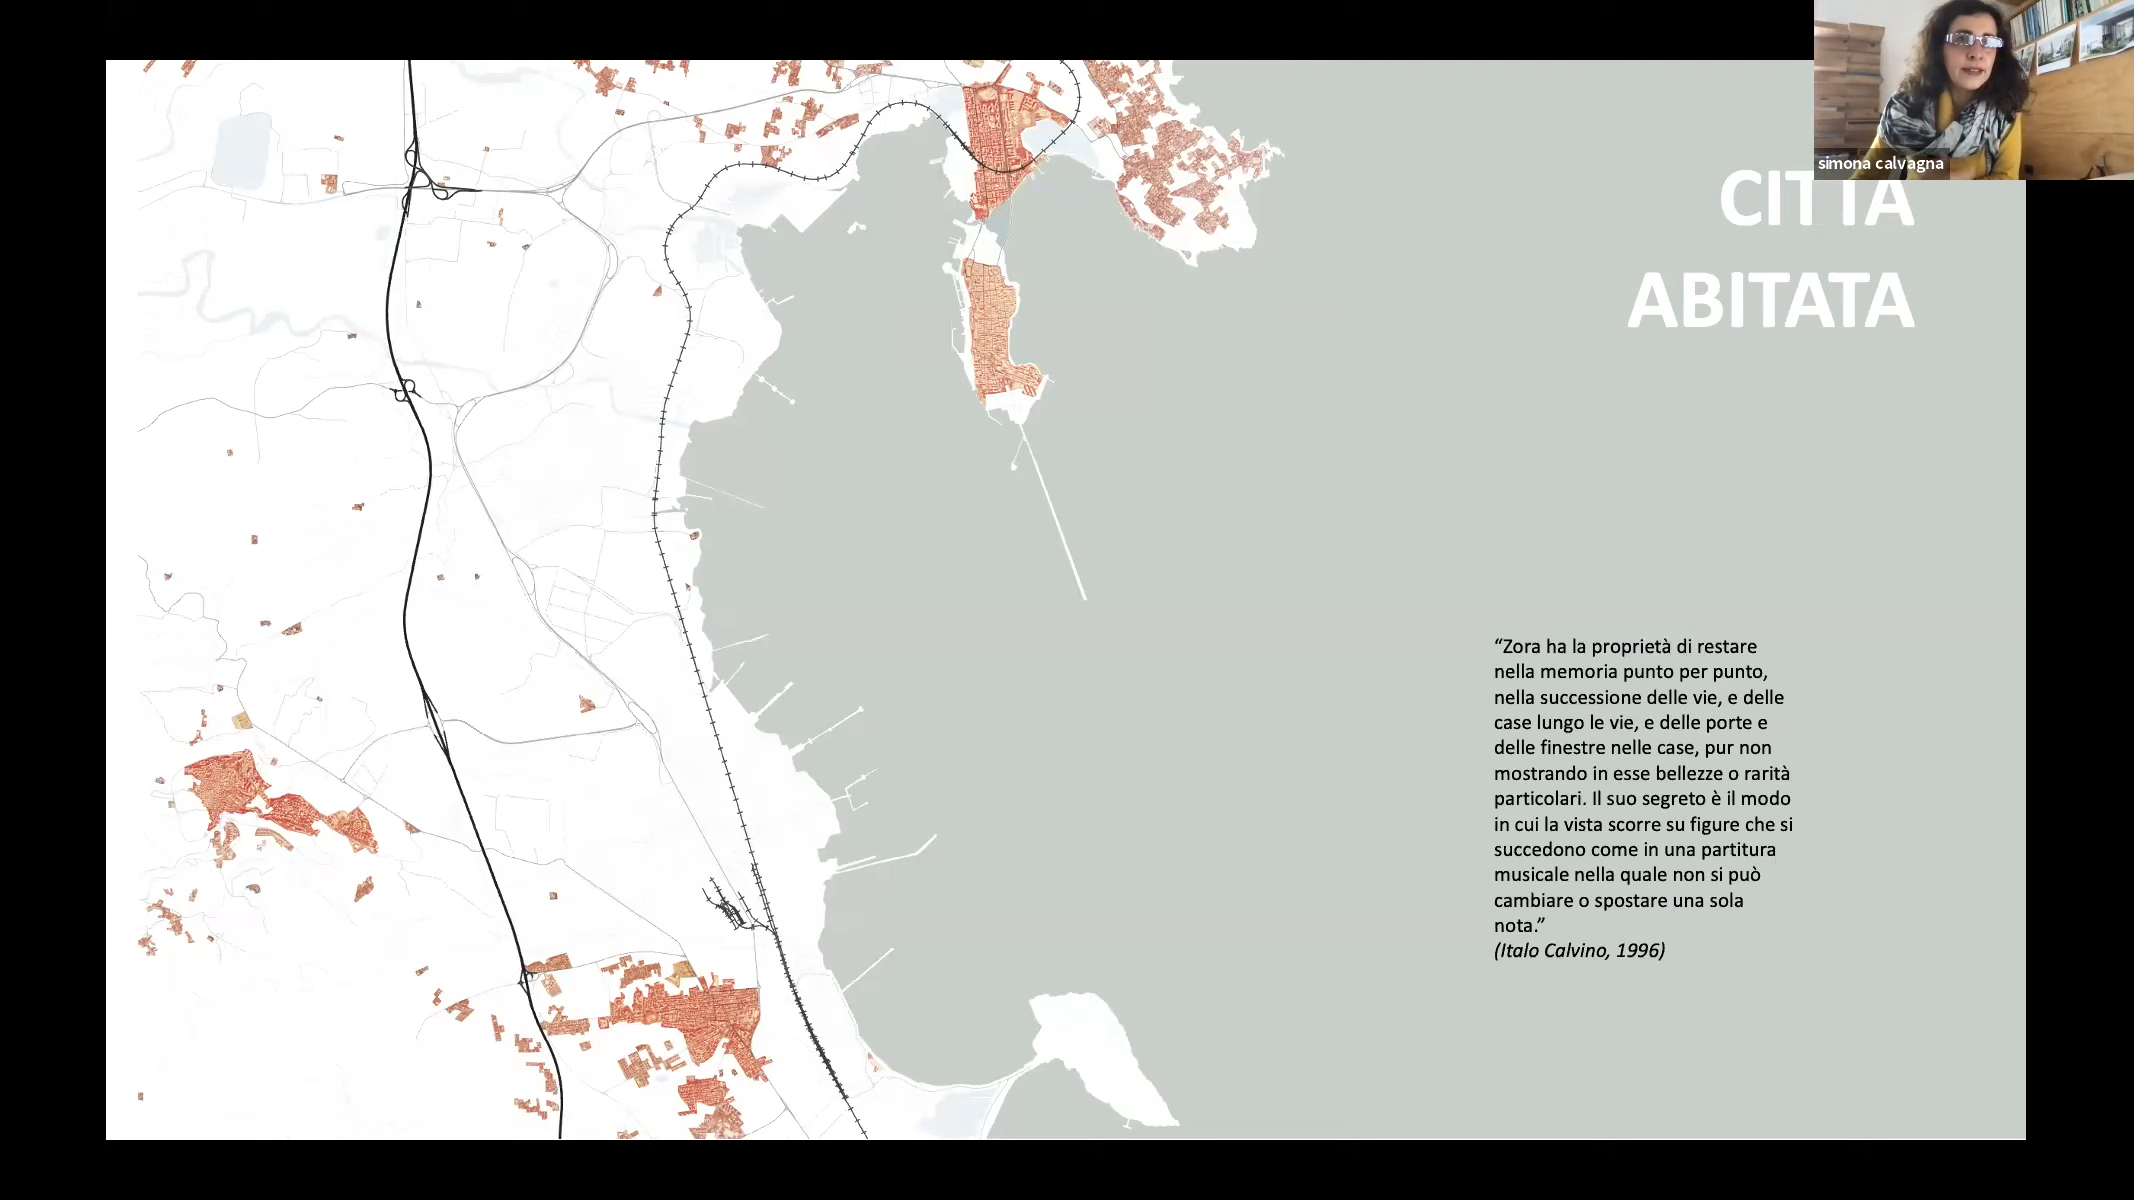 simona calvagna
CITTÀ
ABITATA
“Zora ha la proprietà di restare
nella memoria punto per punto,
nella successione delle vie, e delle
case lungo le vie, e delle porte e
delle finestre nelle case, pur non
mostrando in esse bellezze o rarità
particolari. Il suo segreto è il modo
in cui la vista scorre su figure che si
succedono come in una partitura
musicale nella quale non si può
cambiare o spostare una sola
nota.”
(Italo Calvino, 1996)